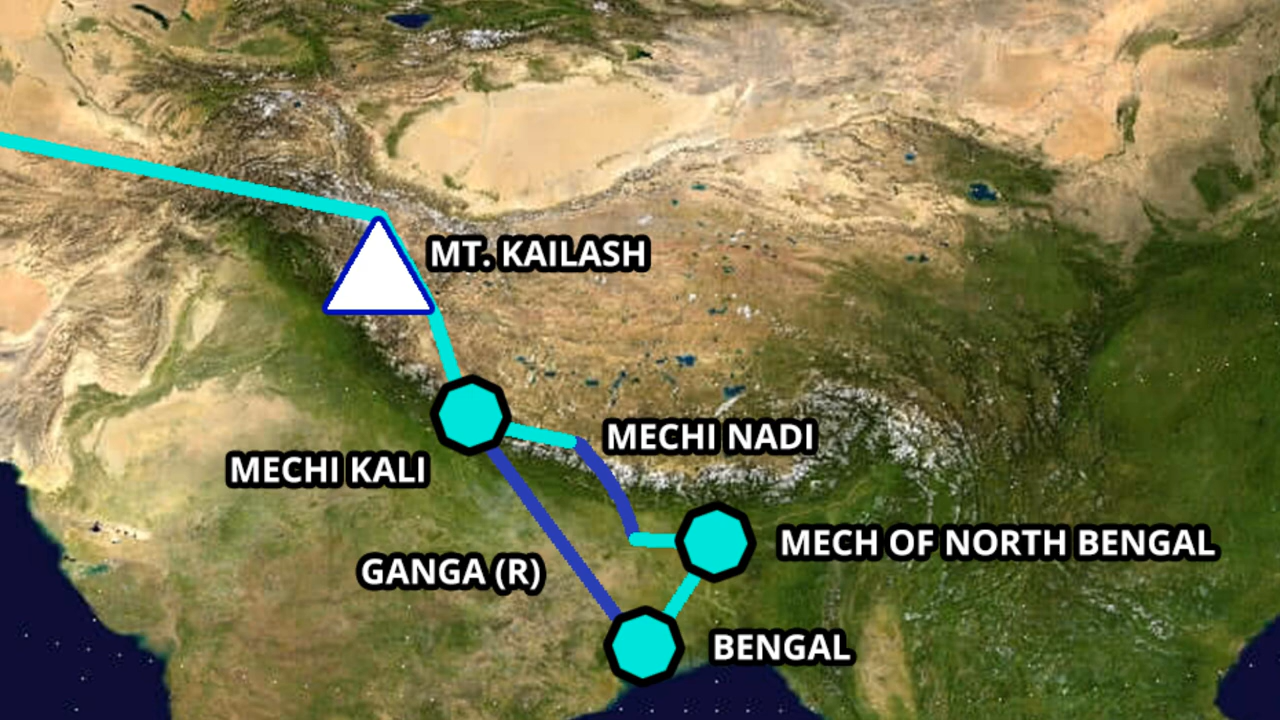 MT. KAILASH
MECHI NADI
MECHI KALI
MECH OF NORTH BENGAL
GANGA (R)
BENGAL